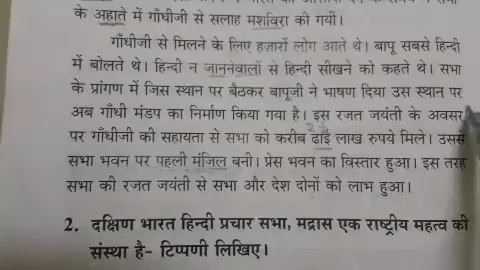 के अहाते में गाँधीजी से सलाह मशविरा की गयी।
गाँधीजी से मिलने के लिए हज़ारों लोग आते थे। बापू सबसे हिन्दी
में बोलते थे। हिन्दी न जाननेवालों से हिन्दी सीखने को कहते थे। सभा
के प्रांगण में जिस स्थान पर बैठकर बापूजी ने भाषण दिया उस स्थान पर
अब गाँधी मंडप का निर्माण किया गया है। इस रजत जयंती के अवसर
पर गाँधीजी की सहायता से सभा को करीब ढाई लाख रुपये मिले। उससे
सभा भवन पर पहली मंजिल बनी। प्रेस भवन का विस्तार हुआ। इस तरह
सभा की रजत जयंती से सभा और देश दोनों को लाभ हुआ।
2. दक्षिण भारत हिन्दी प्रचार सभा, मद्रास एक राष्ट्रीय महत्व की
संस्था है- टिप्पणी लिखिए।